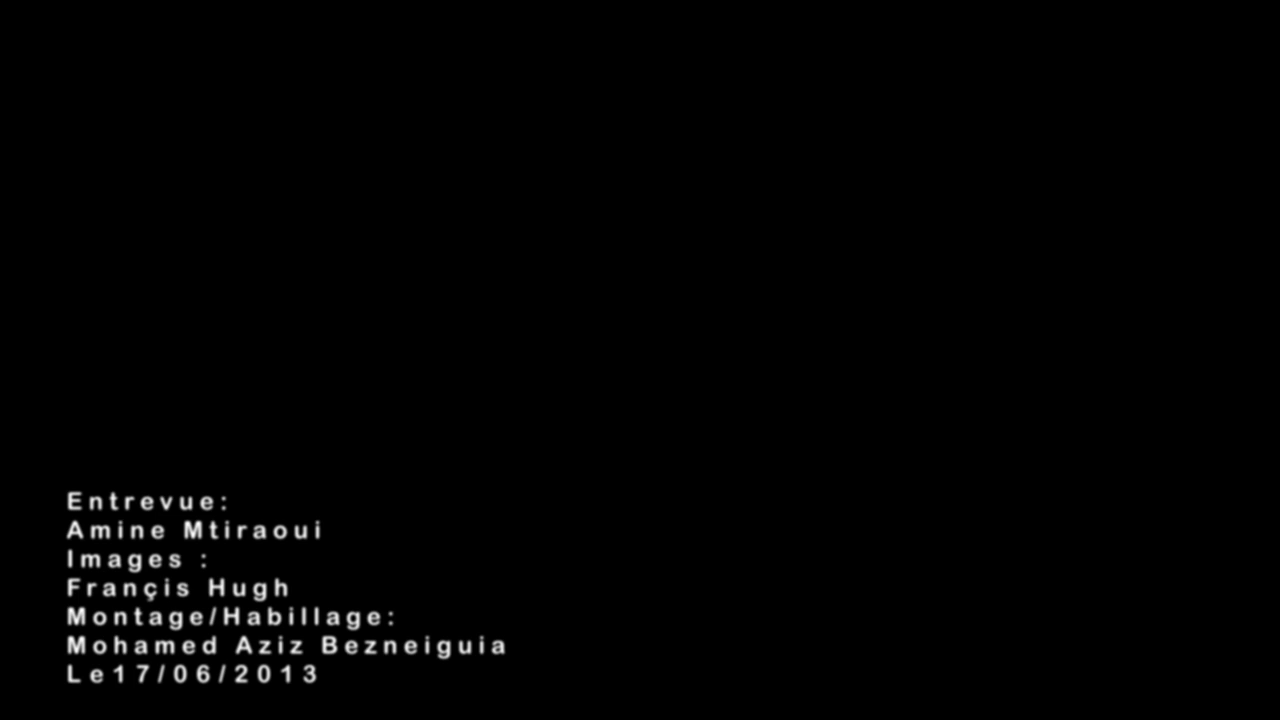 Entrevue:
Amine Mtiraoui
Images :
Françis Hugh
Montage/Habillage:
Mohamed Aziz Bezneiguia
Le17/06/2013